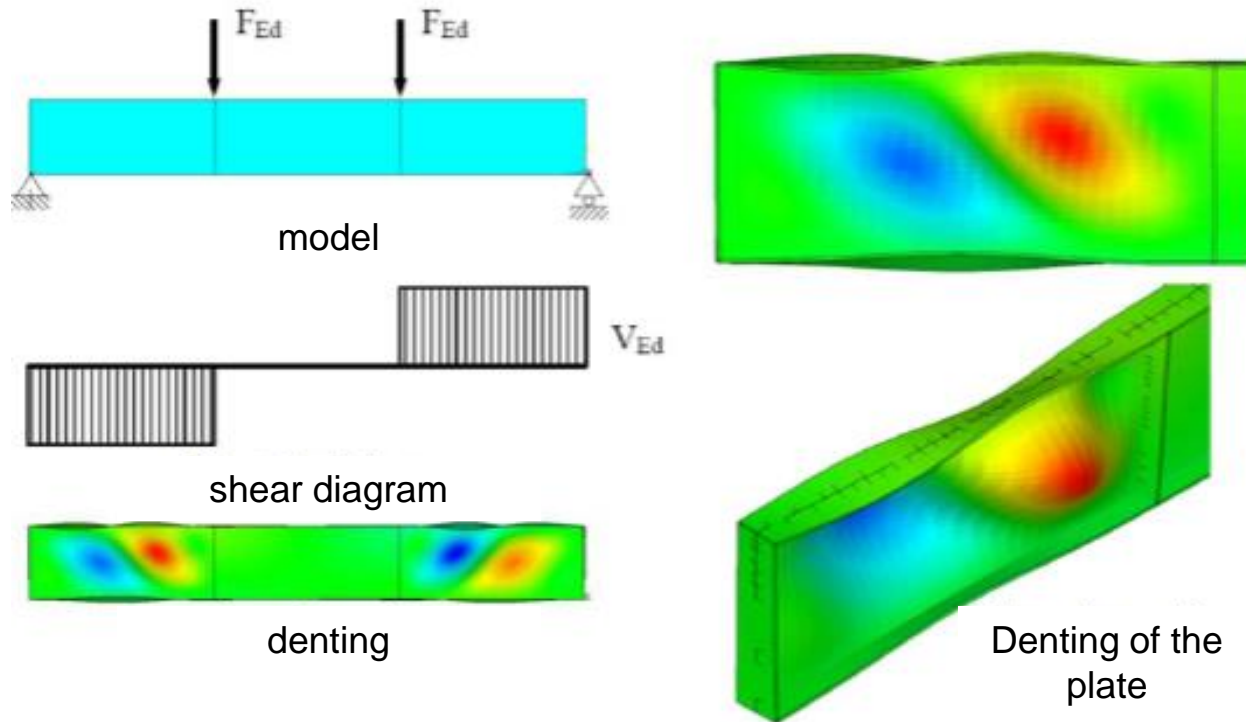 F_Ed F_Ed
model
V_Ed
shear diagram
denting
Denting of the
plate